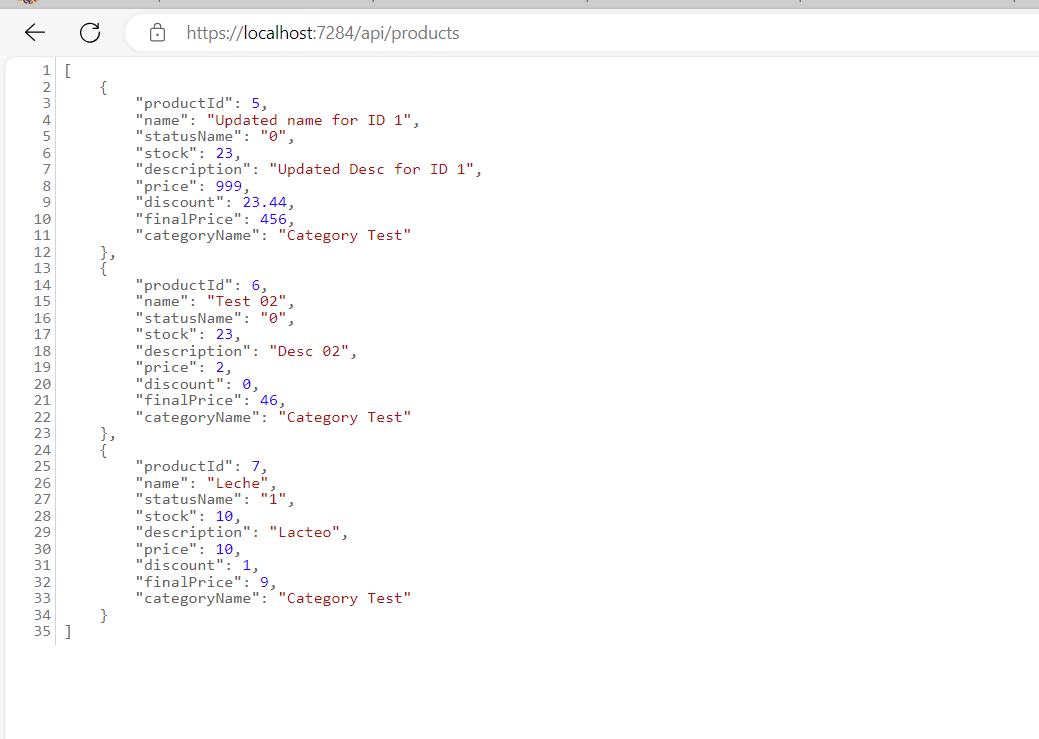 https://localhost:7284/api/products
1 [
2     {
3         "productId": 5,
4         "name": "Updated name for ID 1",
5         "statusName": "0",
6         "stock": 23,
7         "description": "Updated Desc for ID 1",
8         "price": 999,
9         "discount": 23.44,
10         "finalPrice": 456,
11         "categoryName": "Category Test"
12     },
13     {
14         "productId": 6,
15         "name": "Test 02",
16         "statusName": "0",
17         "stock": 23,
18         "description": "Desc 02",
19         "price": 2,
20         "discount": 0,
21         "finalPrice": 46,
22         "categoryName": "Category Test"
23     },
24     {
25         "productId": 7,
26         "name": "Leche",
27         "statusName": "1",
28         "stock": 10,
29         "description": "Lacteo",
30         "price": 10,
31         "discount": 1,
32         "finalPrice": 9,
33         "categoryName": "Category Test"
34     }
35 ]